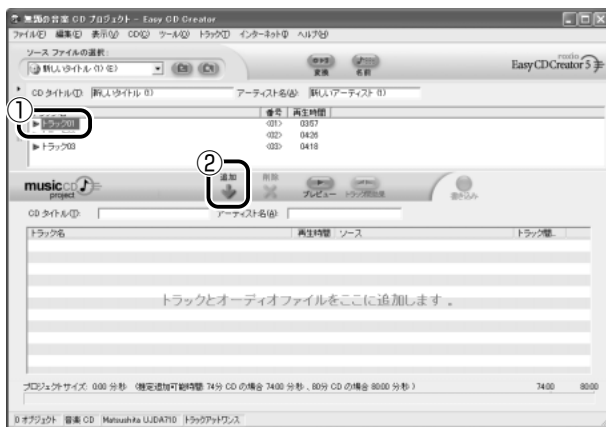 無題の音楽 CD プロジェクト - Easy CD Creator
ファイル(F) 編集(E) 表示(V) CD(C) ツール(O) トラック(T) インターネット(I) ヘルプ(H)
ソース ファイルの選択:
新しいタイトル (1) (E)
変換
名前
roxio
Easy CD Creator 5
CD タイトル(D): 新しいタイトル (1)
アーティスト名(A): 新しいアーティスト (1)
①
番号 再生時間
トラック01 <01> 03:57
<02> 04:26
トラック03 <03> 04:18
②
musicCD project
追加
削除
プレビュー
トラック間効果
書き込み
CD タイトル(D):
アーティスト名(A):
トラック名 再生時間 ソース トラック間..
トラックとオーディオファイルをここに追加します 。
プロジェクトサイズ: 0:00 分:秒 (推定追加可能時間: 74分 CD の場合 74:00 分:秒 、80分 CD の場合 80:00 分:秒 )
74:00 80:00
0 オブジェクト 音楽 CD Matsushita UJDA710 トラックアットワンス